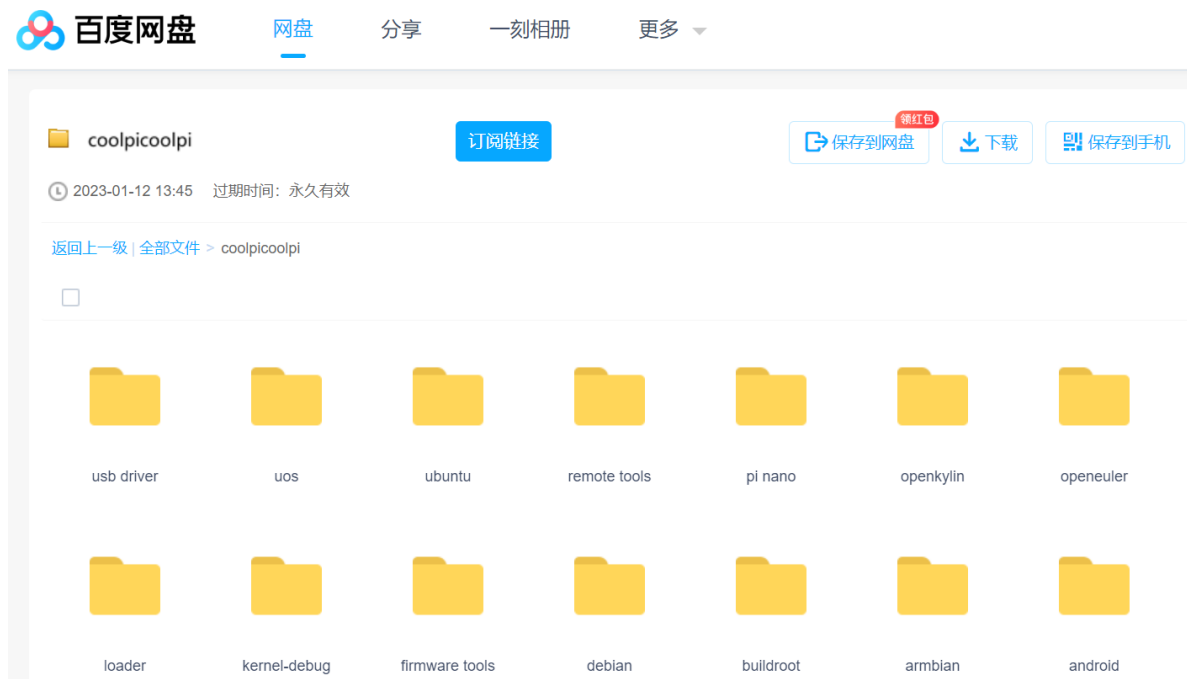 百度网盘 网盘 分享 一刻相册 更多
领红包
coolpicoolpi 订阅链接 保存到网盘 下载 保存到手机
2023-01-12 13:45 过期时间：永久有效
返回上一级 | 全部文件 > coolpicoolpi
usb driver uos ubuntu remote tools pi nano openkylin openeuler
loader kernel-debug firmware tools debian buildroot armbian android